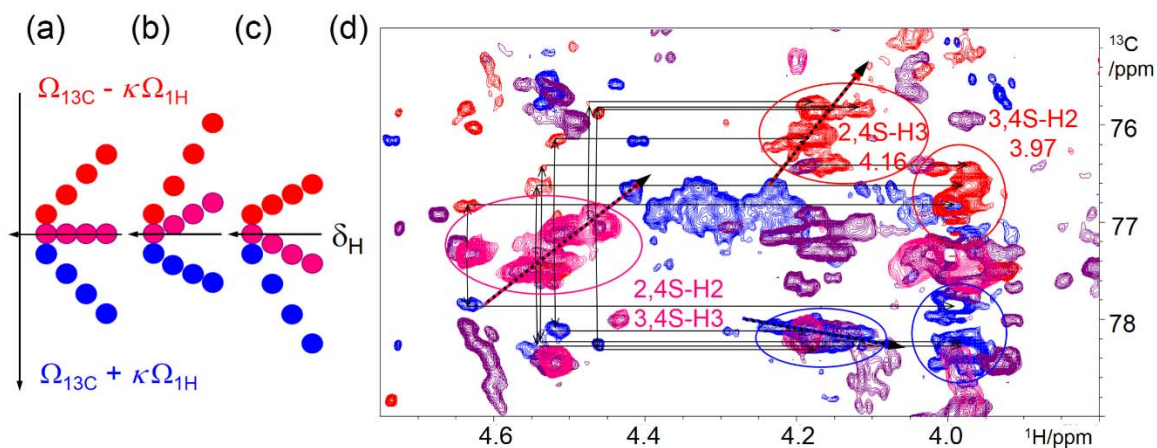 (a) (b) (c) (d)
Ω13C - κΩ1H
Ω13C + κΩ1H
δH
2,4S-H3
4.16
3,4S-H2
3.97
2,4S-H2
3,4S-H3
13C
/ppm
76
77
78
4.6 4.4 4.2 4.0 1H/ppm